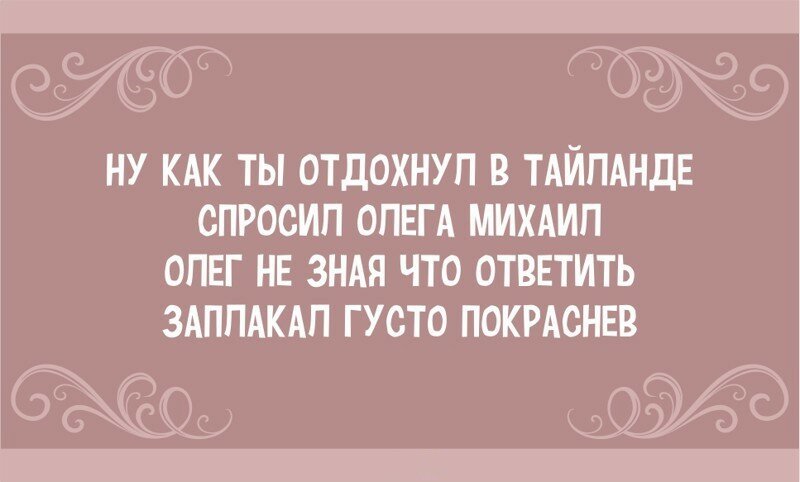 НУ КАК ТЫ ОТДОХНУЛ В ТАЙЛАНДЕ
СПРОСИЛ ОЛЕГА МИХАИЛ
ОЛЕГ НЕ ЗНАЯ ЧТО ОТВЕТИТЬ
ЗАПЛАКАЛ ГУСТО ПОКРАСНЕВ